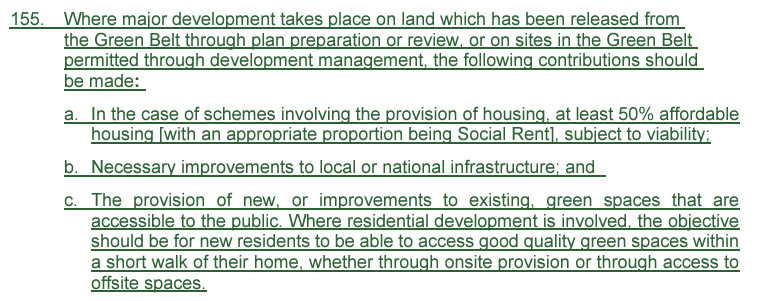 155. Where major development takes place on land which has been released from
the Green Belt through plan preparation or review, or on sites in the Green Belt
permitted through development management, the following contributions should
be made:
a. In the case of schemes involving the provision of housing, at least 50% affordable
housing [with an appropriate proportion being Social Rent], subject to viability;
b. Necessary improvements to local or national infrastructure; and
c. The provision of new, or improvements to existing, green spaces that are
accessible to the public. Where residential development is involved, the objective
should be for new residents to be able to access good quality green spaces within
a short walk of their home, whether through onsite provision or through access to
offsite spaces.